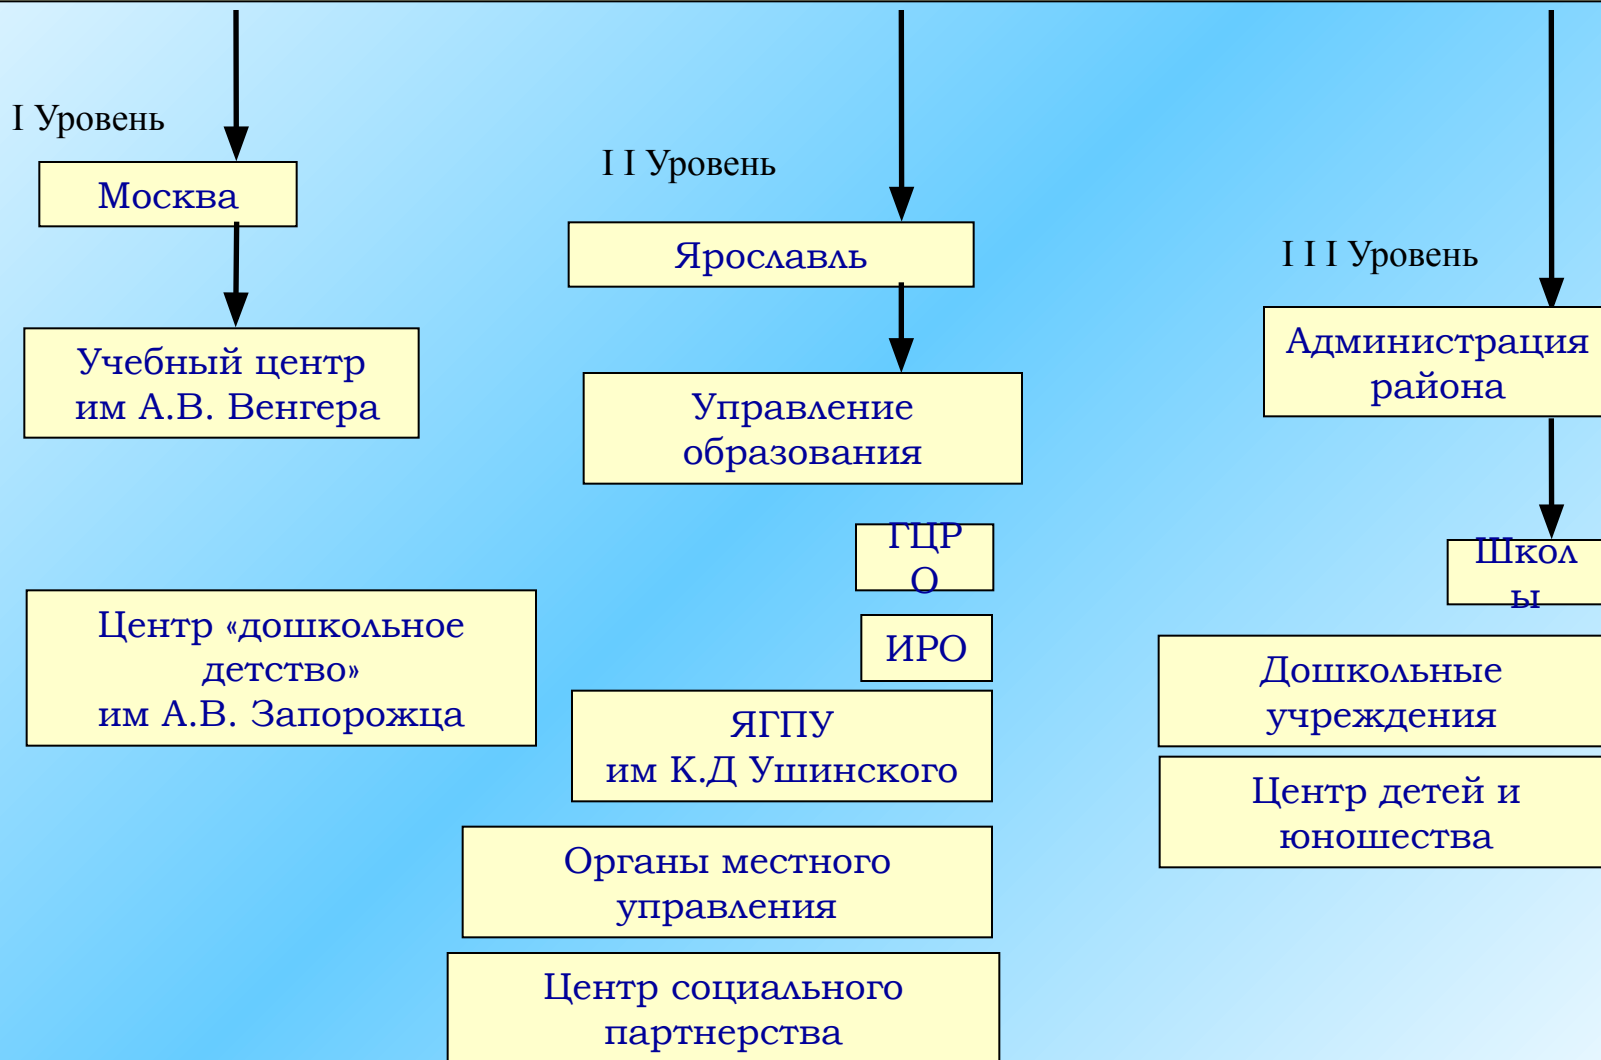 I Уровень
Москва
Учебный центр
им А.В. Венгера
Центр «дошкольное
детство»
им А.В. Запорожца
I I Уровень
Ярославль
Управление
образования
ГЦР
О
ИРО
ЯГПУ
им К.Д Ушинского
Органы местного
управления
Центр социального
партнерства
I I I Уровень
Администрация
района
Школ
ы
Дошкольные
учреждения
Центр детей и
юношества